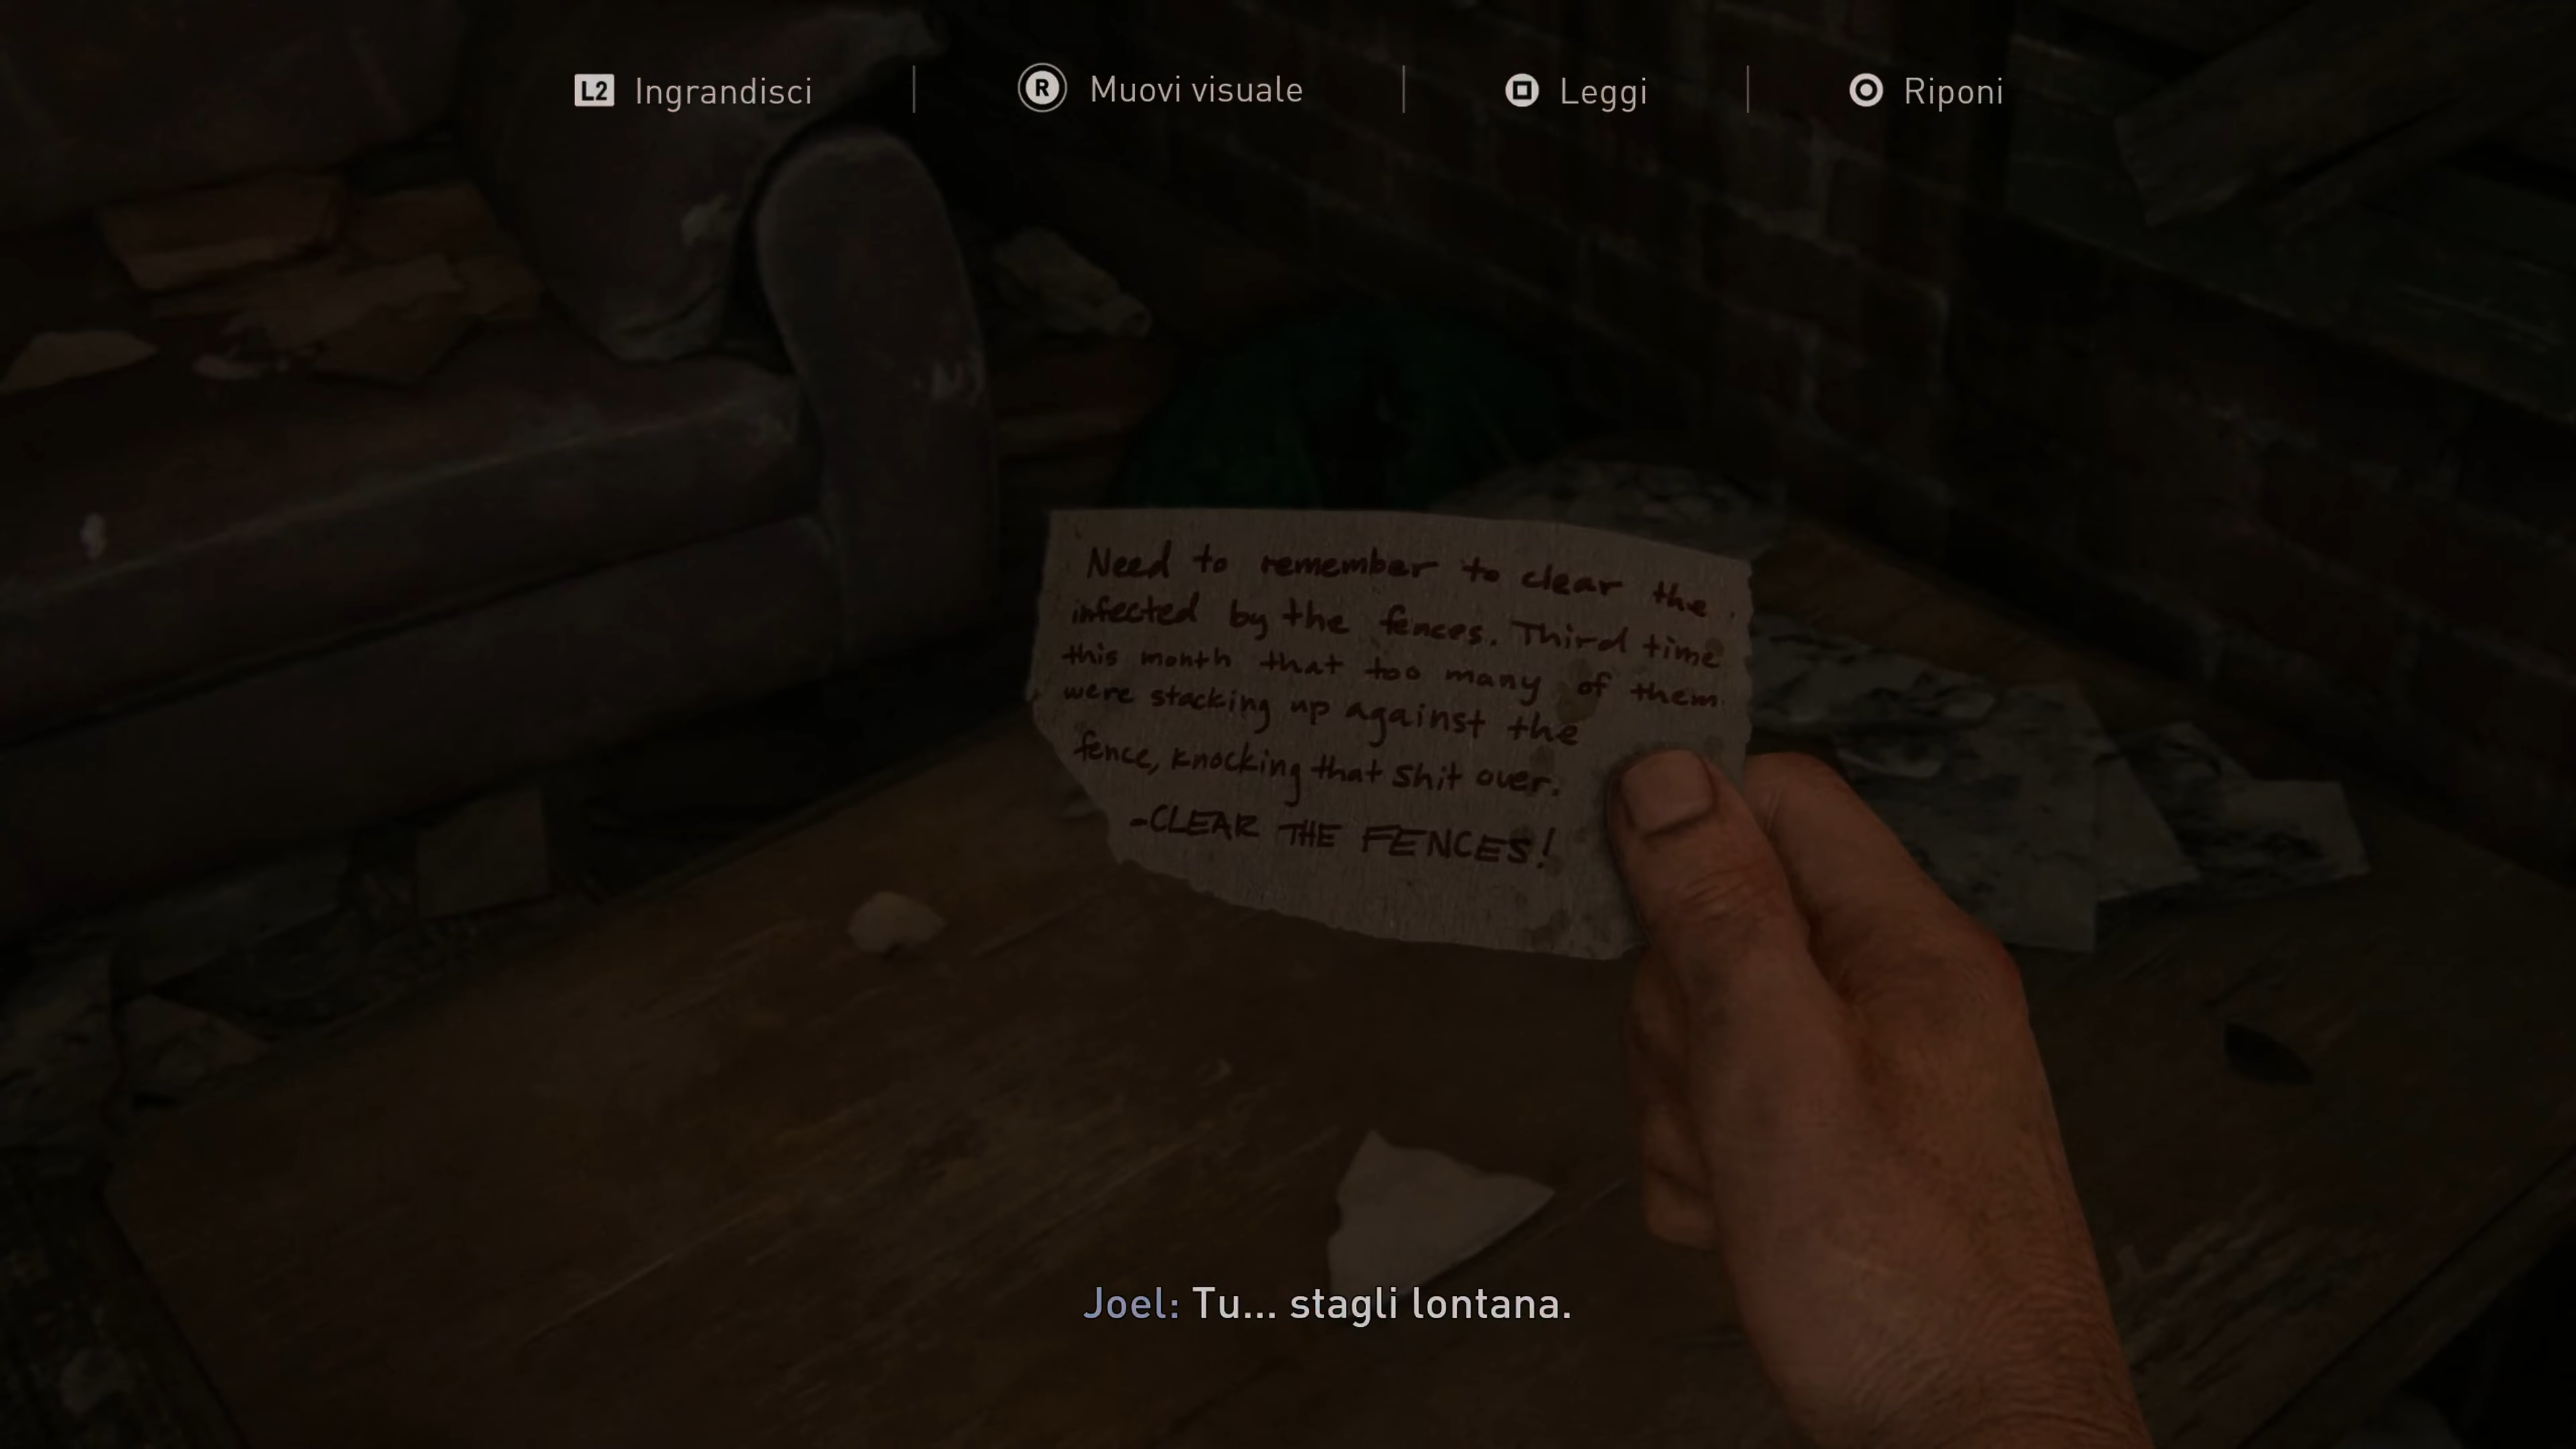 L2 Ingrandisci
R Muovi visuale
Leggi
Riponi
Need to remember to clear the
infected by the fences. Third time
this month that too many of them
were stacking up against the
fence, knocking that shit over.
-CLEAR THE FENCES!
Joel: Tu... stagli lontana.